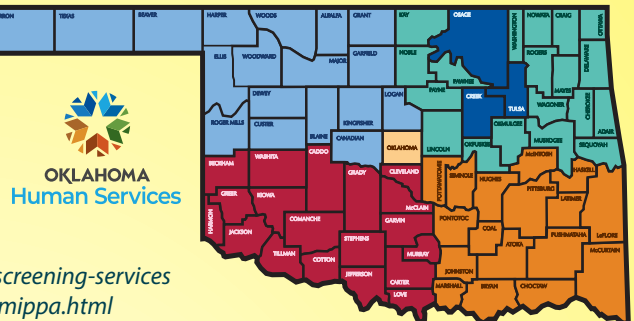 RRON
TEXAS
BEAVER
HARPER
WOODS
ALFALFA
GRANT
KAY
OSAGE
WASHINGTON
NOWATA
CRAIG
OTTAWA
ELLIS
WOODWARD
MAJOR
GARFIELD
NOBLE
PAWNEE
ROGERS
DELAWARE
MAYES
DEWEY
LOGAN
PAYNE
CREEK
TULSA
WAGONER
CHEROKEE
ADAIR
ROGER MILLS
CUSTER
BLAINE
KINGFISHER
CANADIAN
OKLAHOMA
LINCOLN
OKFUSKEE
OKMULGEE
MUSKOGEE
SEQUOYAH
BECKHAM
WASHITA
CADDO
GRADY
CLEVELAND
POTTAWATOMIE
SEMINOLE
HUGHES
McINTOSH
HASKELL
PITTSBURG
LATIMER
LeFLORE
GREER
KIOWA
HARMON
JACKSON
COMANCHE
McCLAIN
GARVIN
PONTOTOC
COAL
ATOKA
PUSHMATAHA
McCURTAIN
TILLMAN
COTTON
STEPHENS
MURRAY
JEFFERSON
CARTER
LOVE
JOHNSTON
MARSHALL
BRYAN
CHOCTAW
OKLAHOMA
Human Services
screening-services
mippa.html